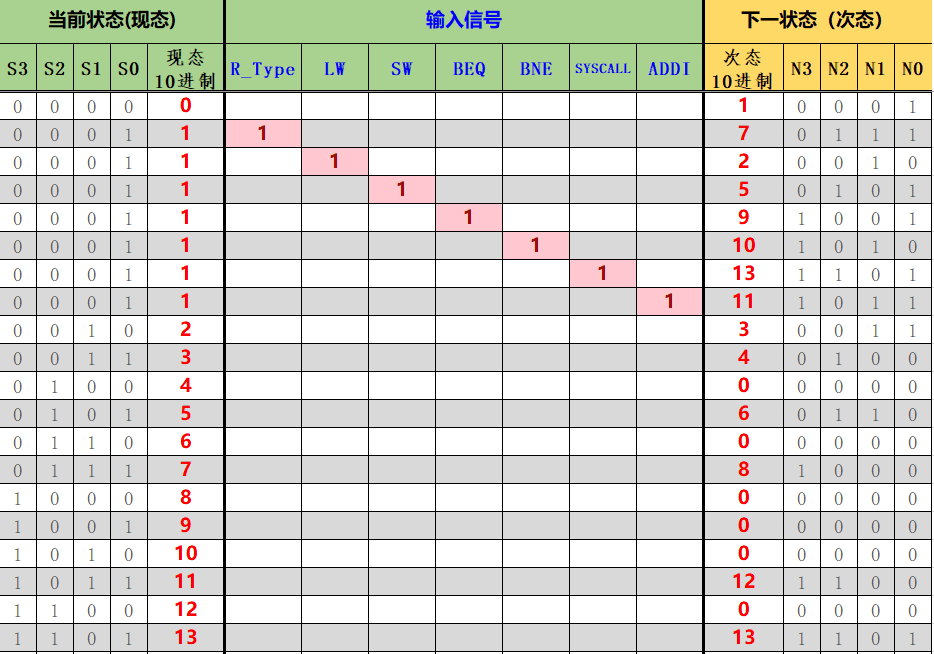 当前状态(现态) 输入信号 下一状态（次态）
S3 S2 S1 S0 现态 10进制 R_Type LW SW BEQ BNE SYSCALL ADDI 次态 10进制 N3 N2 N1 N0
0 0 0 0 0 1 0 0 0 1
0 0 0 1 1 1 7 0 1 1 1
0 0 0 1 1 1 2 0 0 1 0
0 0 0 1 1 1 5 0 1 0 1
0 0 0 1 1 1 9 1 0 0 1
0 0 0 1 1 1 10 1 0 1 0
0 0 0 1 1 1 13 1 1 0 1
0 0 0 1 1 1 11 1 0 1 1
0 0 1 0 2 3 0 0 1 1
0 0 1 1 3 4 0 1 0 0
0 1 0 0 4 0 0 0 0 0
0 1 0 1 5 6 0 1 1 0
0 1 1 0 6 0 0 0 0 0
0 1 1 1 7 8 1 0 0 0
1 0 0 0 8 0 0 0 0 0
1 0 0 1 9 0 0 0 0 0
1 0 1 0 10 0 0 0 0 0
1 0 1 1 11 12 1 1 0 0
1 1 0 0 12 0 0 0 0 0
1 1 0 1 13 13 1 1 0 1